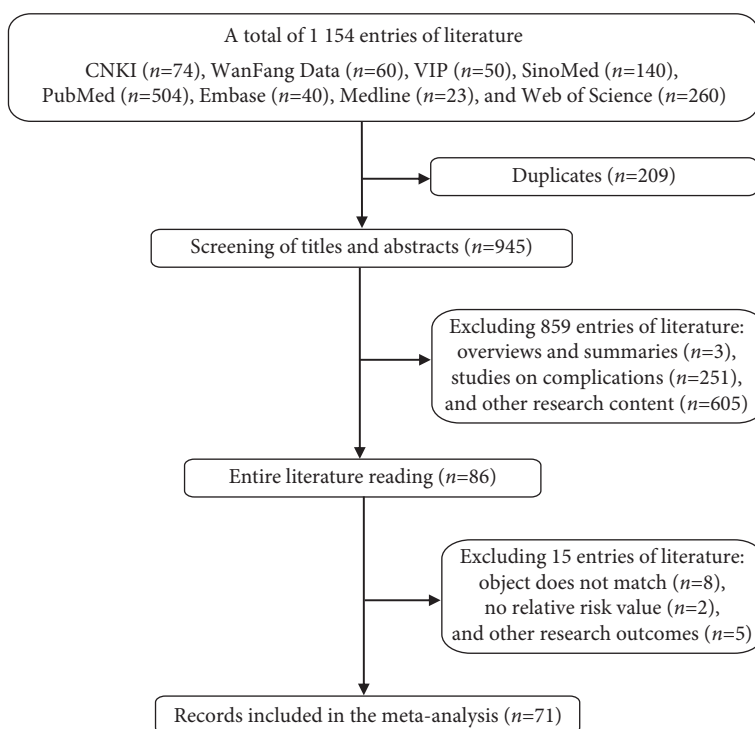 A total of 1 154 entries of literature
CNKI (n=74), WanFang Data (n=60), VIP (n=50), SinoMed (n=140),
PubMed (n=504), Embase (n=40), Medline (n=23), and Web of Science (n=260)
Duplicates (n=209)
Screening of titles and abstracts (n=945)
Excluding 859 entries of literature:
overviews and summaries (n=3),
studies on complications (n=251),
and other research content (n=605)
Entire literature reading (n=86)
Excluding 15 entries of literature:
object does not match (n=8),
no relative risk value (n=2),
and other research outcomes (n=5)
Records included in the meta-analysis (n=71)